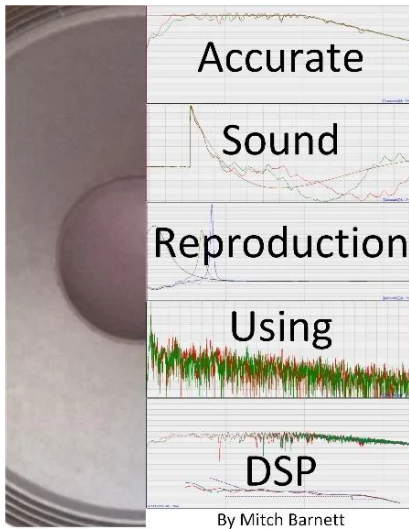 Accurate
Sound
Reproduction
Using
DSP
By Mitch Barnett